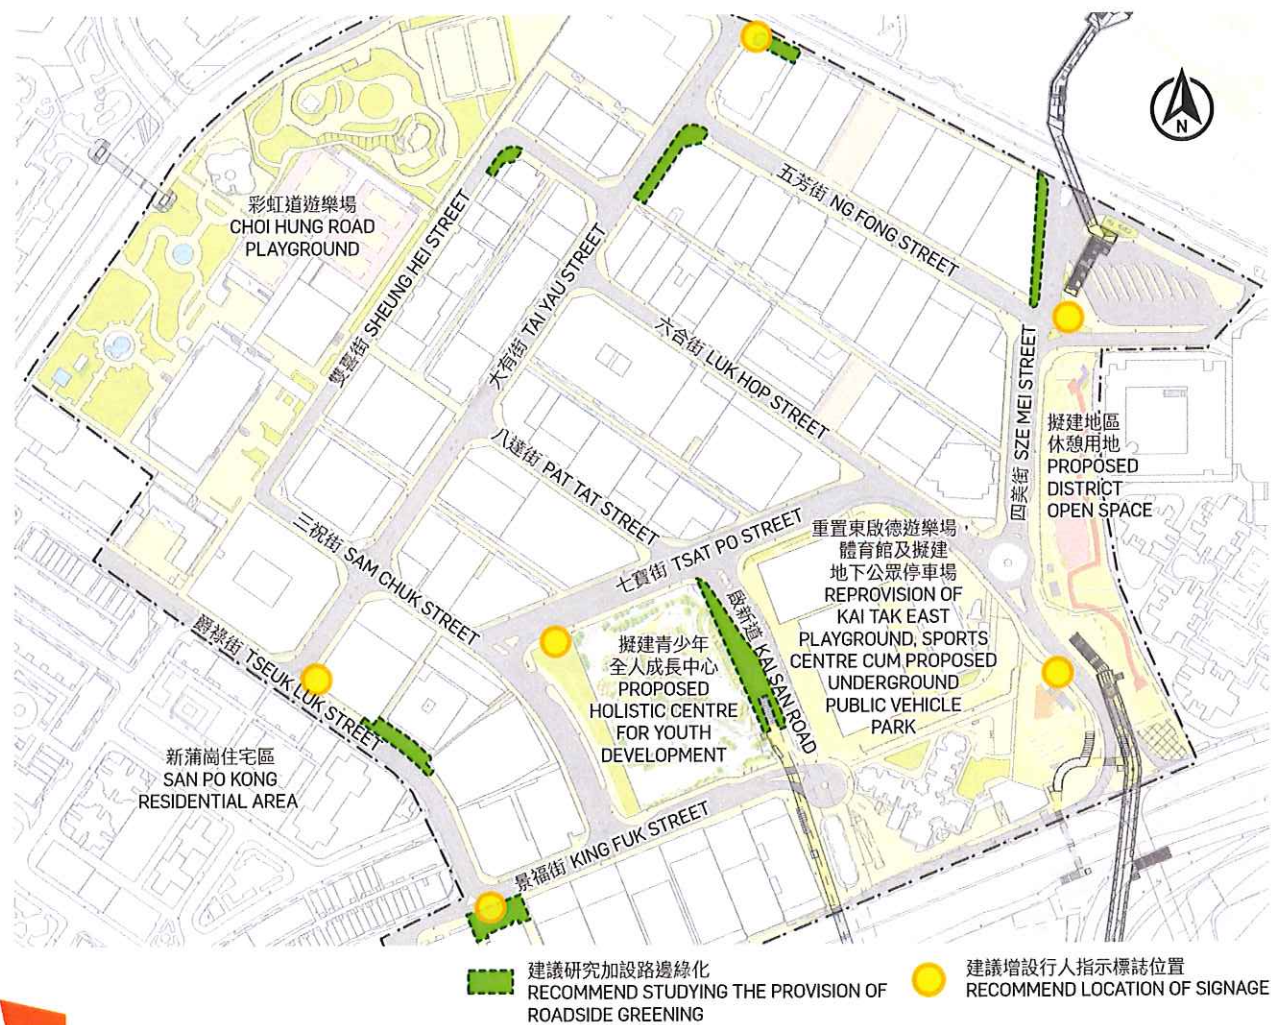 N
彩虹道遊樂場
CHOI HUNG ROAD
PLAYGROUND
雙喜街 SHEUNG HEI STREET
大有街 TAI YAU STREET
五芳街 NG FONG STREET
六合街 LUK HOP STREET
八達街 PAT TAT STREET
三祝街 SAM CHUK STREET
七寶街 TSAT PO STREET
四美街 SZE MEI STREET
擬建地區
休憩用地
PROPOSED
DISTRICT
OPEN SPACE
重置東啟德遊樂場，
體育館及擬建
地下公眾停車場
REPROVISION OF
KAI TAK EAST
PLAYGROUND, SPORTS
CENTRE CUM PROPOSED
UNDERGROUND
PUBLIC VEHICLE
PARK
啟新道 KAI SAN ROAD
擬建青少年
全人成長中心
PROPOSED
HOLISTIC CENTRE
FOR YOUTH
DEVELOPMENT
爵祿街 TSEUK LUK STREET
新蒲崗住宅區
SAN PO KONG
RESIDENTIAL AREA
景福街 KING FUK STREET
建議研究加設路邊綠化
RECOMMEND STUDYING THE PROVISION OF
ROADSIDE GREENING
建議增設行人指示標誌位置
RECOMMEND LOCATION OF SIGNAGE